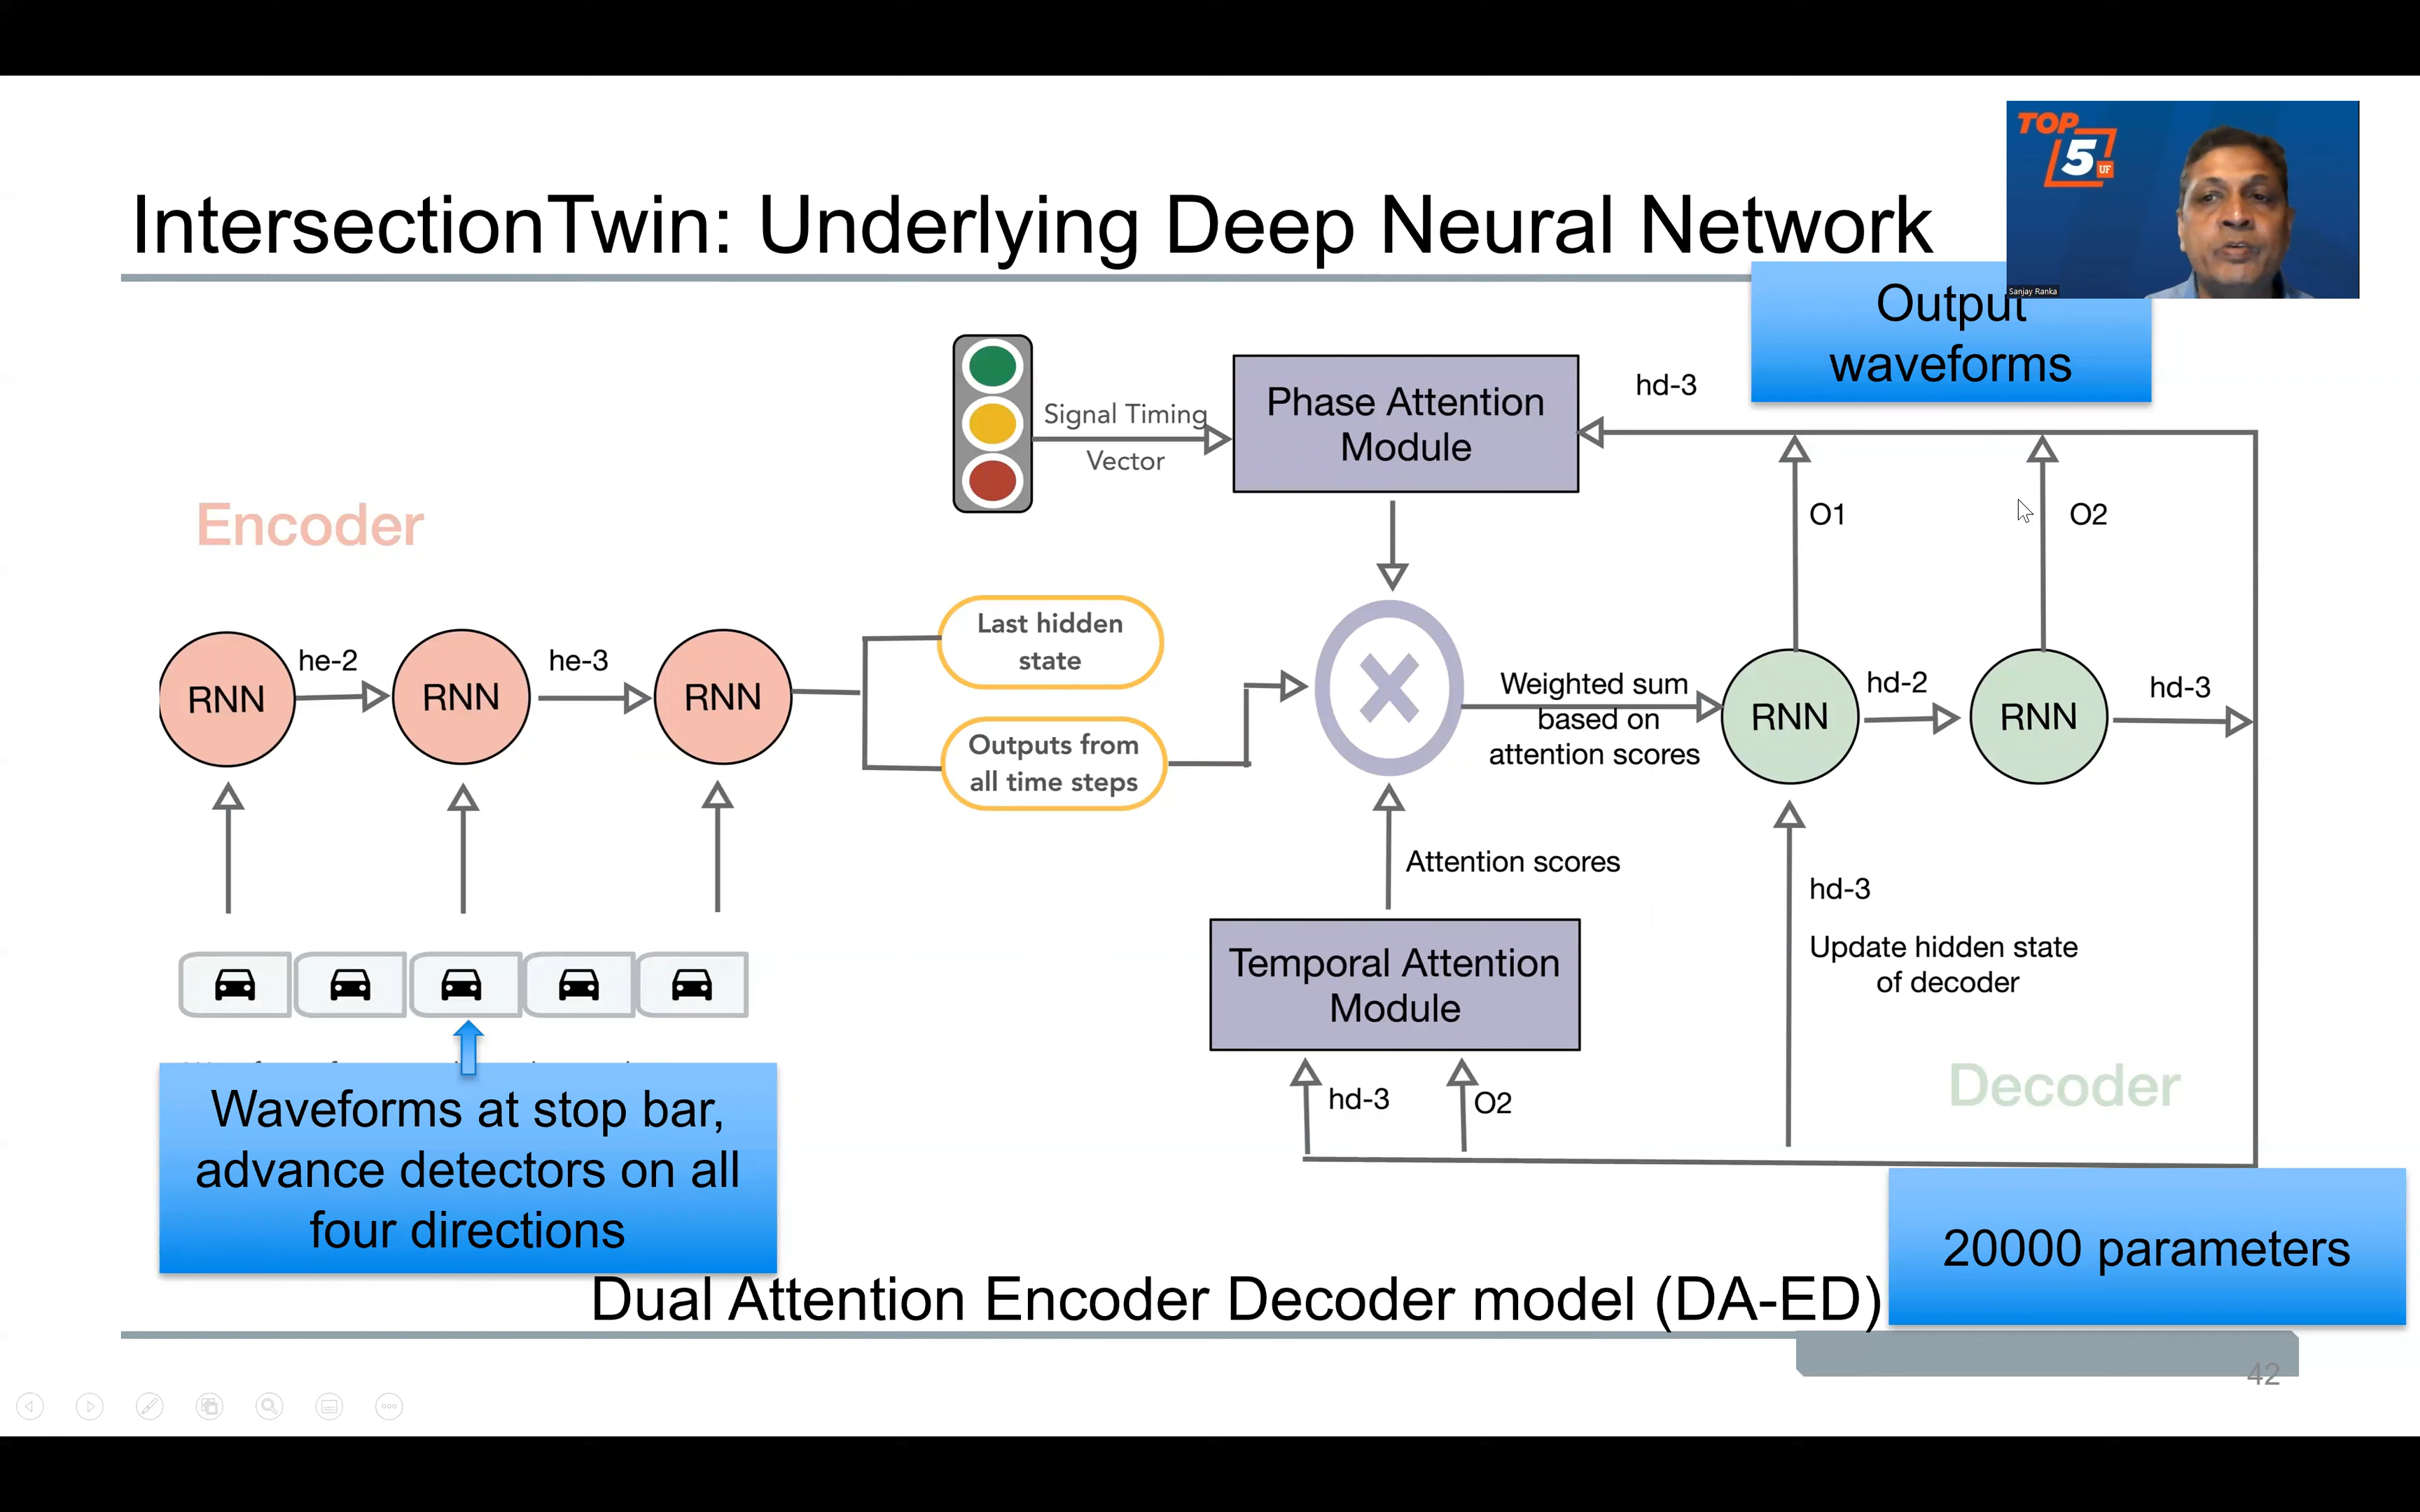 TOP
5
UF
Sanjay Ranka
IntersectionTwin: Underlying Deep Neural Network
Output
waveforms
Signal Timing
Vector
Phase Attention
Module
hd-3
O1
O2
Encoder
RNN
he-2
RNN
he-3
RNN
Last hidden
state
Outputs from
all time steps
Weighted sum
based on
attention scores
RNN
hd-2
RNN
hd-3
Attention scores
Temporal Attention
Module
hd-3
Update hidden state
of decoder
hd-3
O2
Decoder
Waveforms at stop bar,
advance detectors on all
four directions
20000 parameters
Dual Attention Encoder Decoder model (DA-ED)
42